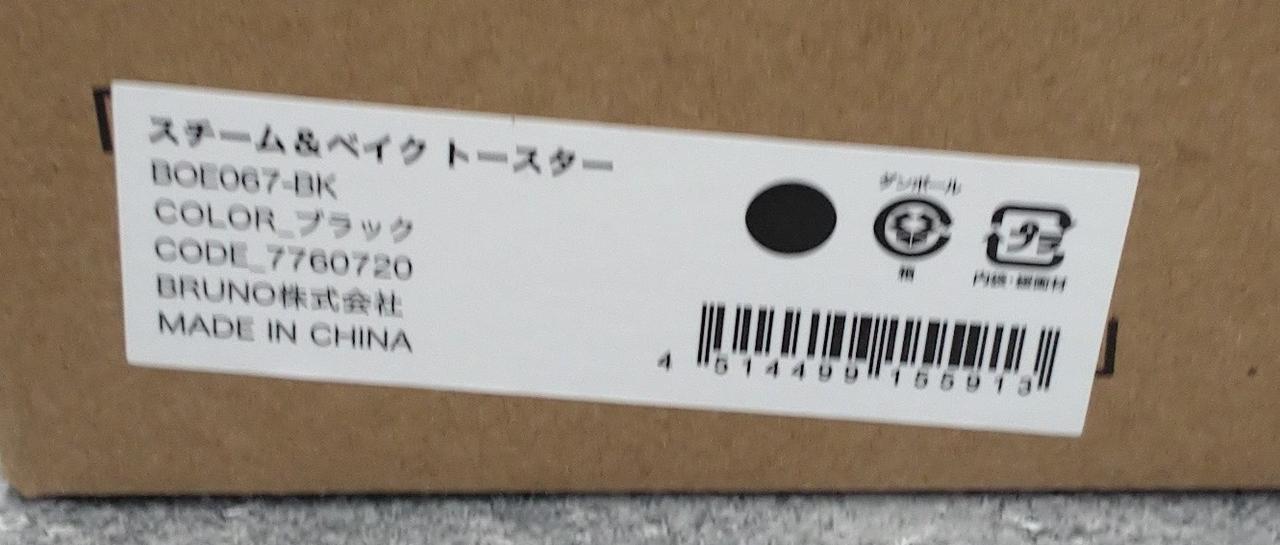 スチーム&ベイク トースター
BOE067-BK
COLOR_ブラック
CODE_7760720
BRUNO株式会社
MADE IN CHINA
ダンボール
箱
プラ
内袋・緩衝材
4 514499 155913